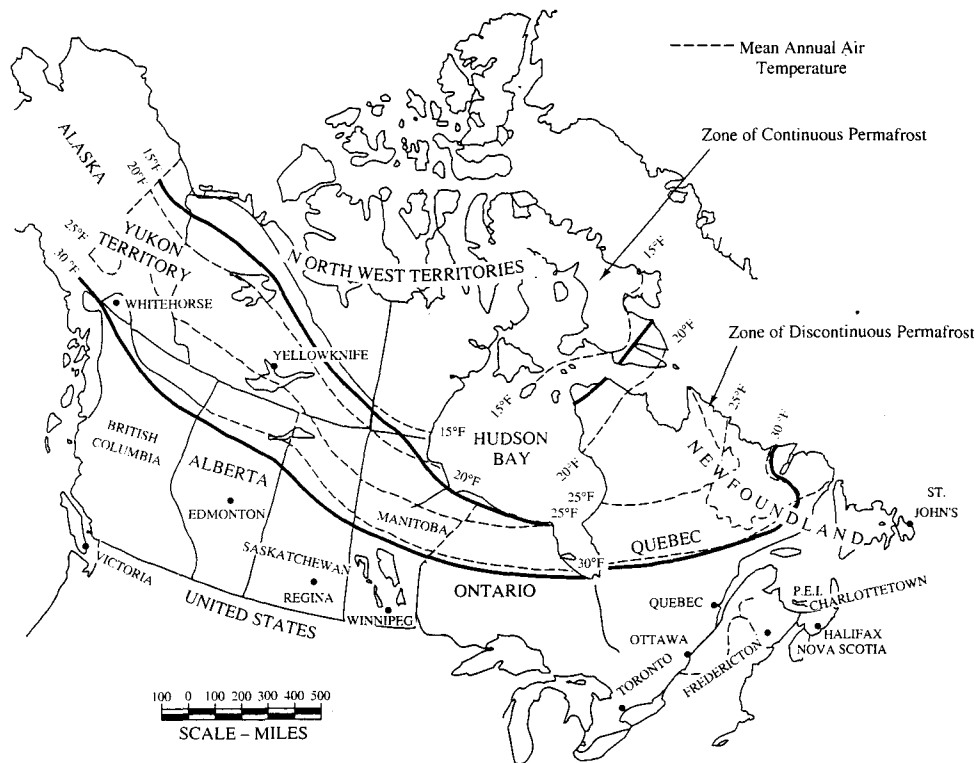 Mean Annual Air
Temperature
Zone of Continuous Permafrost
ALASKA
15°F
20°F
25°F
30°F
YUKON
TERRITORY
WHITEHORSE
NORTH WEST TERRITORIES
15°F
20°F
Zone of Discontinuous Permafrost
YELLOWKNIFE
15°F
25°F
30°F
BRITISH
COLUMBIA
15°F
HUDSON
BAY
ALBERTA
20°F
20°F
NEWFOUNDLAND
EDMONTON
MANITOBA
25°F
25°F
ST.
JOHN'S
QUEBEC
SASKATCHEWAN
30°F
VICTORIA
REGINA
ONTARIO
UNITED STATES
WINNIPEG
QUEBEC
P.E.I.
CHARLOTTETOWN
OTTAWA
FREDERICTON
HALIFAX
NOVA SCOTIA
TORONTO
100 0 100 200 300 400 500
SCALE – MILES